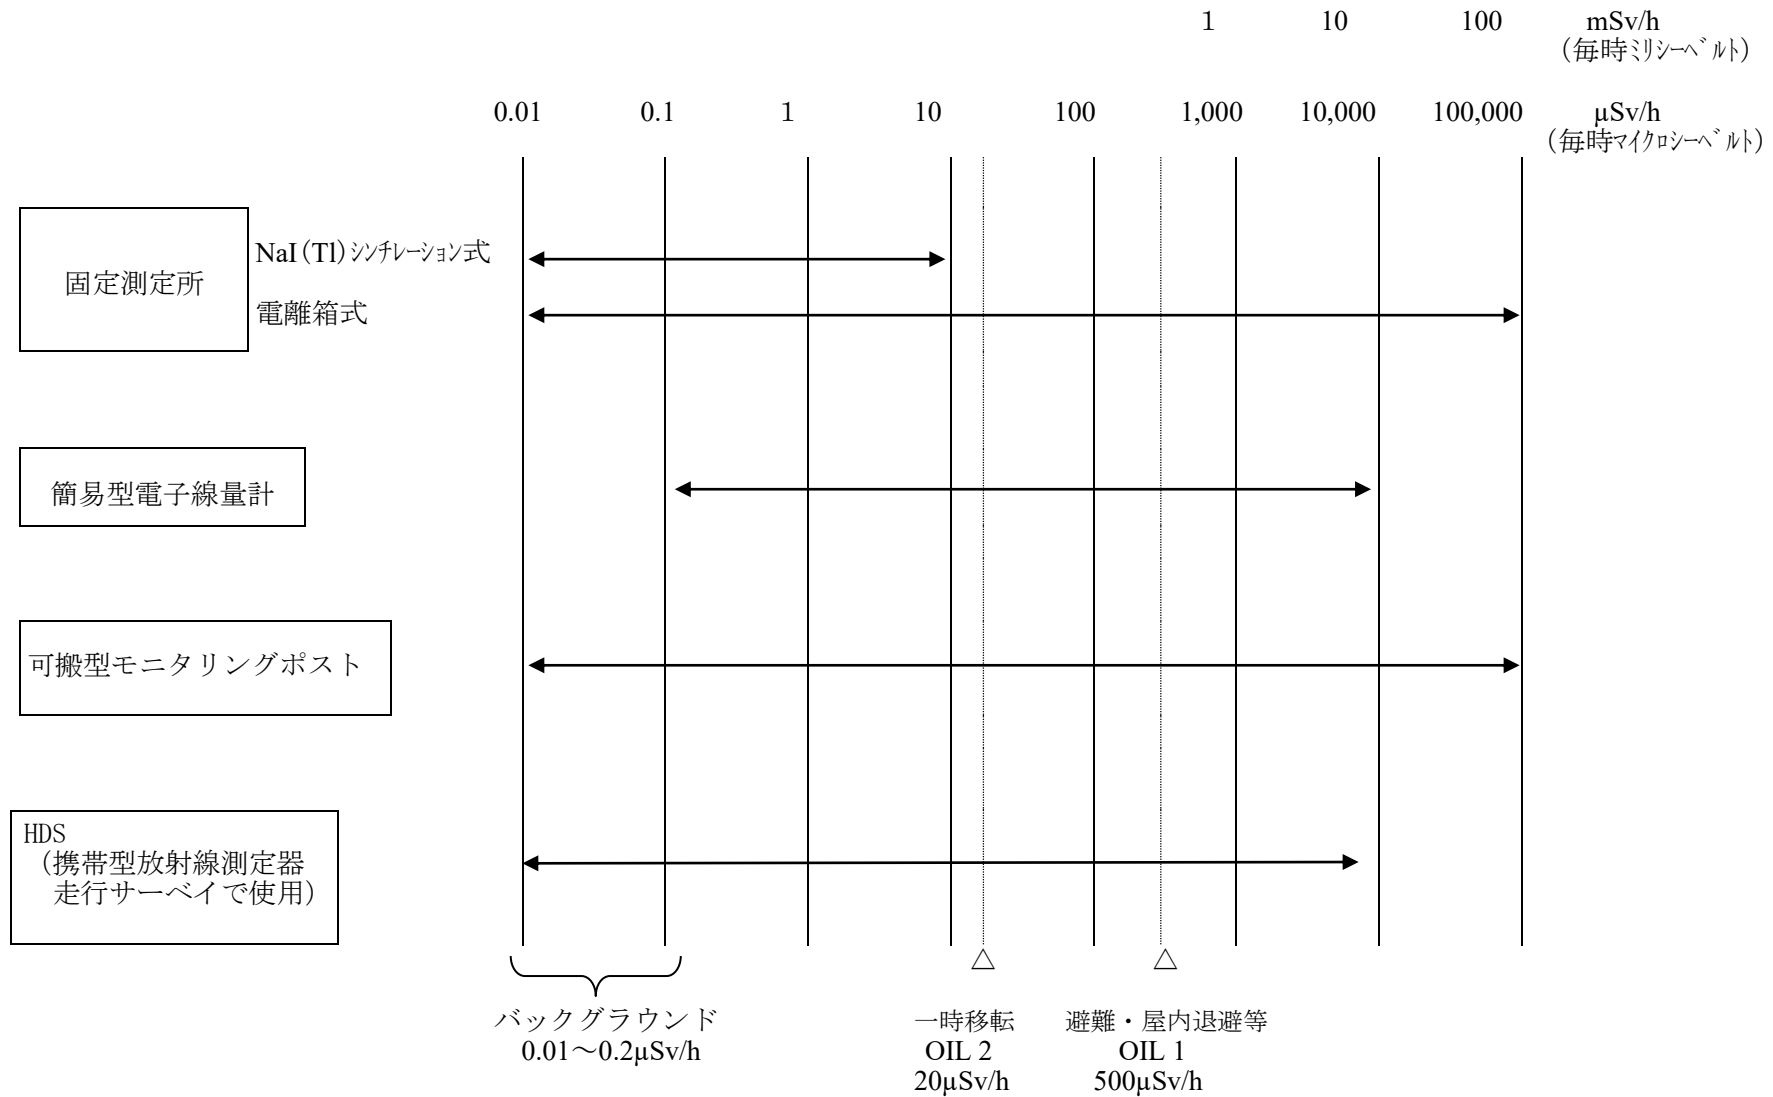 1 10 100 mSv/h
（毎時ﾐﾘｼｰﾍﾞﾙﾄ）
0.01 0.1 1 10 100 1,000 10,000 100,000 µSv/h
（毎時ﾏｲｸﾛｼｰﾍﾞﾙﾄ）
固定測定所
NaI(Tl)ｼﾝﾁﾚｰｼｮﾝ式
電離箱式
簡易型電子線量計
可搬型モニタリングポスト
HDS
（携帯型放射線測定器
走行サーベイで使用）
△ △
バックグラウンド
0.01～0.2µSv/h
一時移転
OIL 2
20µSv/h
避難・屋内退避等
OIL 1
500µSv/h